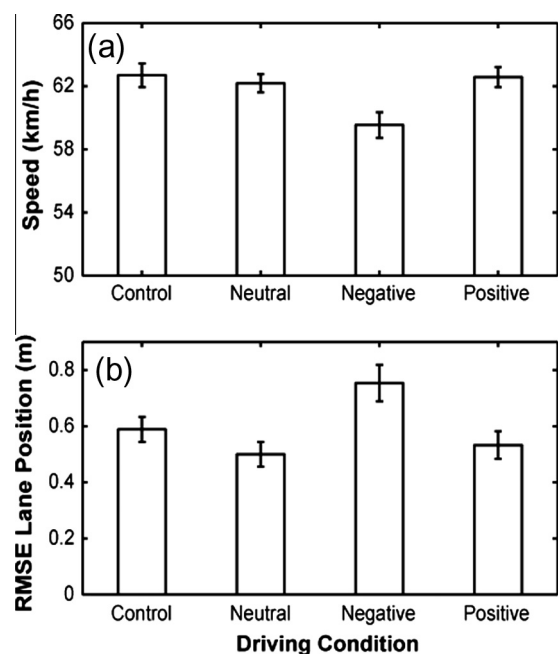 (a)
Speed (km/h)
66
62
58
54
50
Control Neutral Negative Positive
(b)
RMSE Lane Position (m)
0.8
0.6
0.4
0.2
0
Control Neutral Negative Positive
Driving Condition